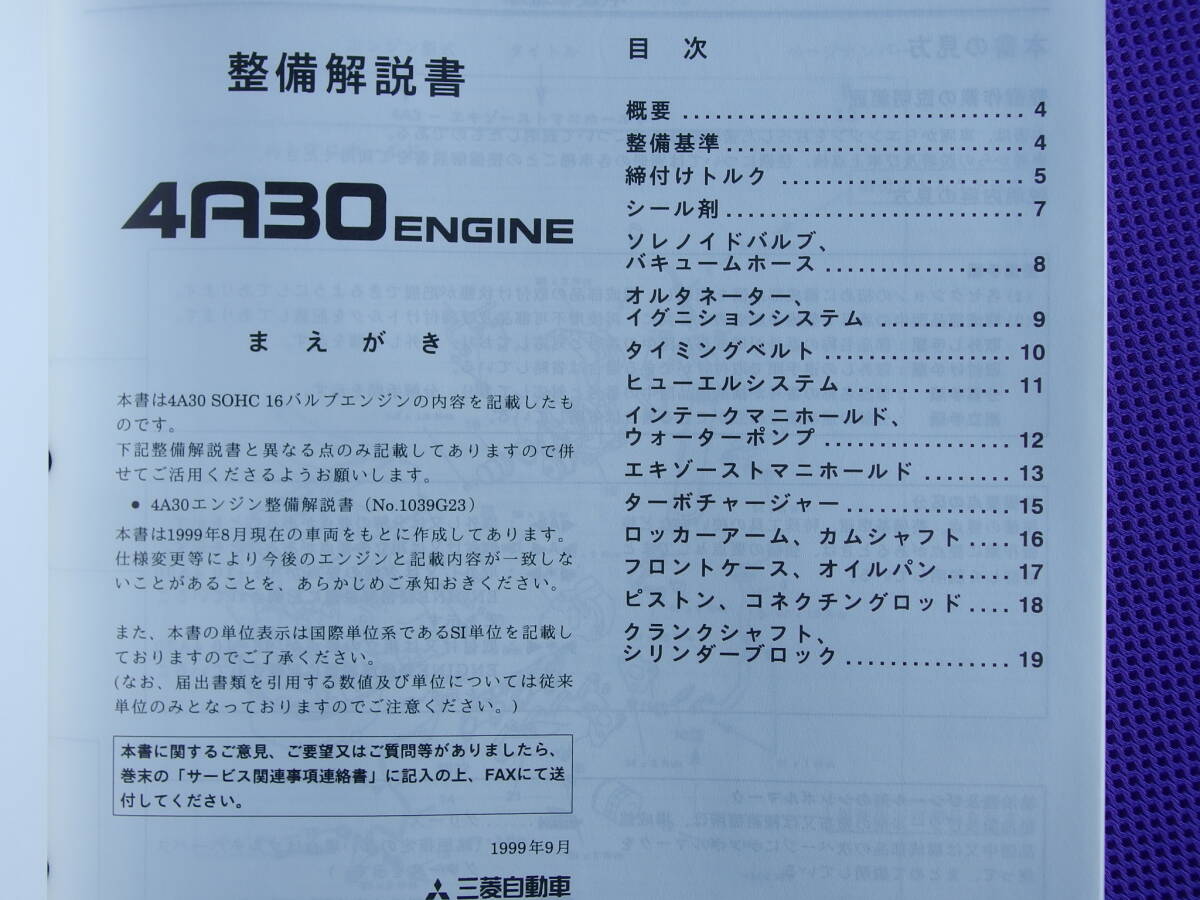 整備解説書
4A30 ENGINE
まえがき
本書は4A30 SOHC 16バルブエンジンの内容を記載したも
のです。
下記整備解説書と異なる点のみ記載してありますので併
せてご活用くださるようお願いします。
● 4A30エンジン整備解説書（No.1039G23）
本書は1999年8月現在の車両をもとに作成してあります。
仕様変更等により今後のエンジンと記載内容が一致しな
いことがあることを、あらかじめご承知おきください。
また、本書の単位表示は国際単位系であるSI単位を記載し
ておりますのでご了承ください。
(なお、届出書類を引用する数値及び単位については従来
単位のみとなっておりますのでご注意ください。)
本書に関するご意見、ご要望又はご質問等がありましたら、
巻末の「サービス関連事項連絡書」に記入の上、FAXにて送
付してください。
1999年9月
三菱自動車
目次
概要 ................................ 4
整備基準 ............................ 4
締付けトルク ........................ 5
シール剤 ............................ 7
ソレノイドバルブ、
バキュームホース .................... 8
オルタネーター、
イグニションシステム ................ 9
タイミングベルト .................... 10
ヒューエルシステム .................. 11
インテークマニホールド、
ウォーターポンプ .................... 12
エキゾーストマニホールド ............ 13
ターボチャージャー .................. 15
ロッカーアーム、カムシャフト .... 16
フロントケース、オイルパン ...... 17
ピストン、コネクチングロッド .... 18
クランクシャフト、
シリンダーブロック .................. 19